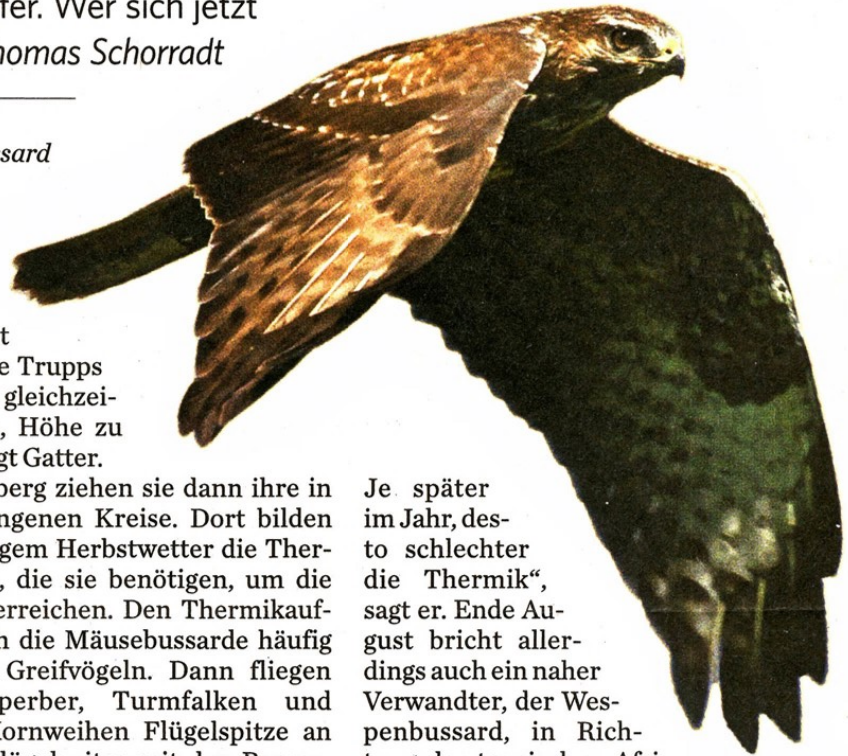 fer. Wer sich jetzt
homas Schorradt
sard
t
e Trupps
gleichzei-
, Höhe zu
gt Gatter.
berg ziehen sie dann ihre in
ngenen Kreise. Dort bilden
gem Herbstwetter die Ther-
, die sie benötigen, um die
erreichen. Den Thermikauf-
n die Mäusebussarde häufig
Greifvögeln. Dann fliegen
perber, Turmfalken und
ornweihen Flügelspitze an
Je später
im Jahr, des-
to schlechter
die Thermik“,
sagt er. Ende Au-
gust bricht aller-
dings auch ein naher
Verwandter, der Wes-
penbussard, in Rich-